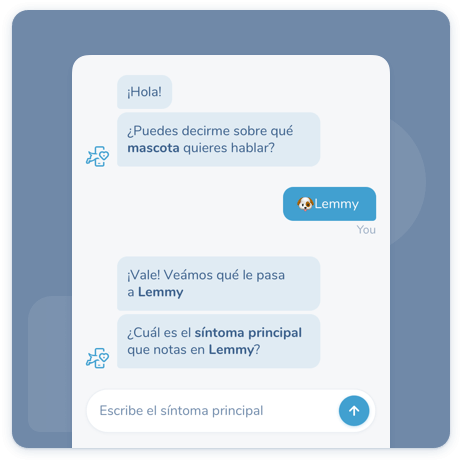 ¡Hola!
¿Puedes decirme sobre qué
mascota quieres hablar?
🐶Lemmy
You
¡Vale! Veámos qué le pasa
a Lemmy
¿Cuál es el síntoma principal
que notas en Lemmy?
Escribe el síntoma principal